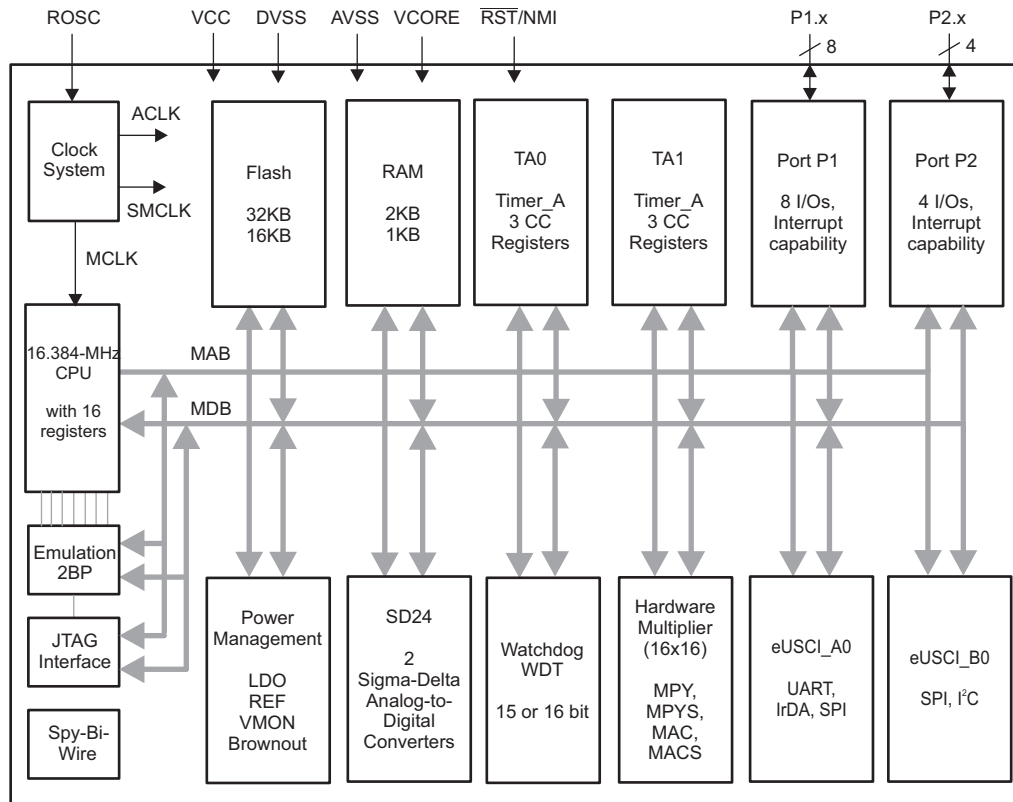 ROSC
VCC
DVSS
AVSS
VCORE
RST/NMI
P1.x
P2.x
8
4
Clock
System
ACLK
SMCLK
MCLK
Flash
32KB
16KB
RAM
2KB
1KB
TA0
Timer_A
3 CC
Registers
TA1
Timer_A
3 CC
Registers
Port P1
8 I/Os,
Interrupt
capability
Port P2
4 I/Os,
Interrupt
capability
16.384-MHz
CPU
with 16
registers
MAB
MDB
Emulation
2BP
JTAG
Interface
Spy-Bi-
Wire
Power
Management
LDO
REF
VMON
Brownout
SD24
2
Sigma-Delta
Analog-to-
Digital
Converters
Watchdog
WDT
15 or 16 bit
Hardware
Multiplier
(16x16)
MPY,
MPYS,
MAC,
MACS
eUSCI_A0
UART,
IrDA, SPI
eUSCI_B0
SPI, I²C